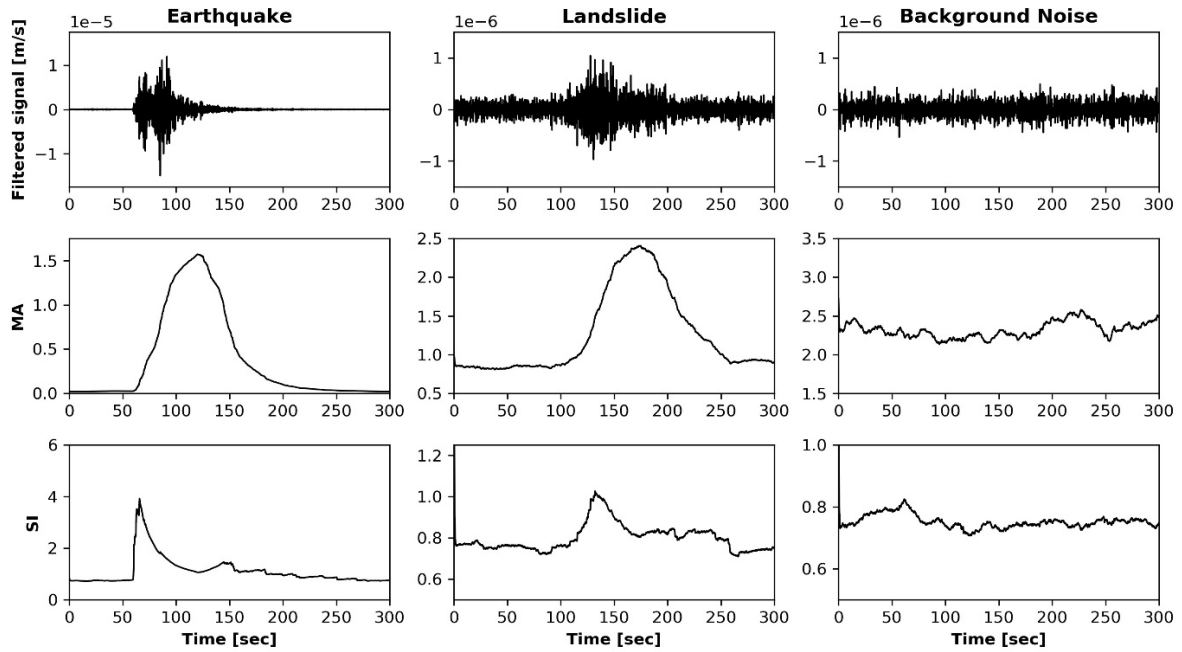 Earthquake Landslide Background Noise
1e−5 1e−6 1e−6
Filtered signal [m/s]
1 1 1
0 0 0
−1 −1 −1
0 50 100 150 200 250 300 0 50 100 150 200 250 300 0 50 100 150 200 250 300
MA
1.5 2.5 3.5
1.0 2.0 3.0
0.5 1.5 2.5
0.0 1.0 2.0
0.5 1.5
0 50 100 150 200 250 300 0 50 100 150 200 250 300 0 50 100 150 200 250 300
SI
6 1.2 1.0
4 1.0 0.8
2 0.8 0.6
0 0.6
0 50 100 150 200 250 300 0 50 100 150 200 250 300 0 50 100 150 200 250 300
Time [sec] Time [sec] Time [sec]